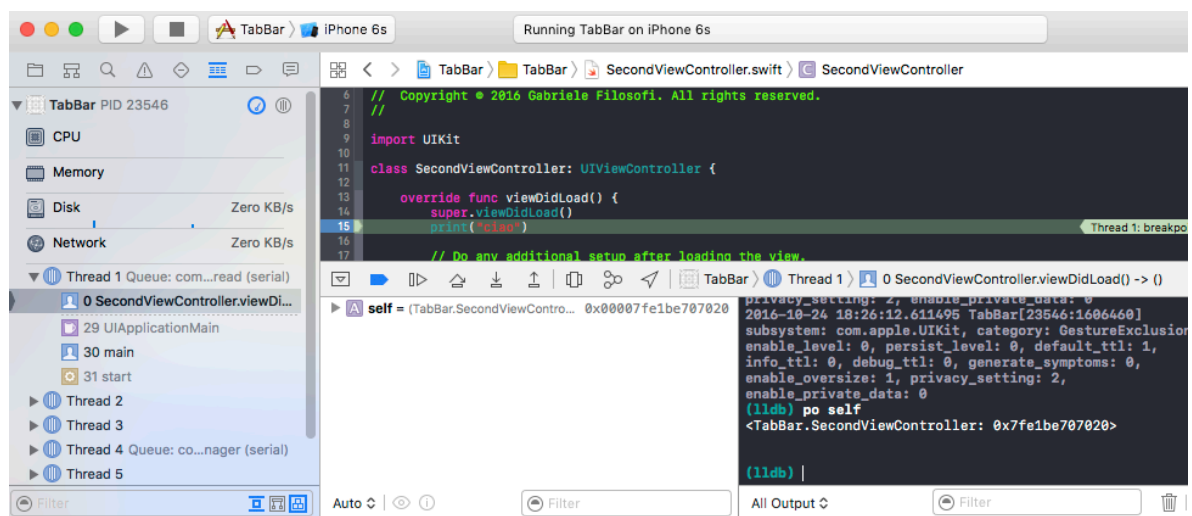 TabBar iPhone 6s
Running TabBar on iPhone 6s
TabBar TabBar SecondViewController.swift C SecondViewController
TabBar PID 23546
CPU
Memory
Disk Zero KB/s
Network Zero KB/s
Thread 1 Queue: com...read (serial)
0 SecondViewController.viewDi...
29 UIApplicationMain
30 main
31 start
Thread 2
Thread 3
Thread 4 Queue: co...nager (serial)
Thread 5
Filter
6 // Copyright © 2016 Gabriele Filosofi. All rights reserved.
7 //
8
9 import UIKit
10
11 class SecondViewController: UIViewController {
12
13 override func viewDidLoad() {
14 super.viewDidLoad()
15 print("ciao") Thread 1: breakpo
16
17 // Do any additional setup after loading the view.
TabBar Thread 1 0 SecondViewController.viewDidLoad() -> ()
A self = (TabBar.SecondViewContro... 0x00007fe1be707020
Auto Filter
privacy_setting: 2, enable_private_data: 0
2016-10-24 18:26:12.611495 TabBar[23546:1606460]
subsystem: com.apple.UIKit, category: GestureExclusion
enable_level: 0, persist_level: 0, default_ttl: 1,
info_ttl: 0, debug_ttl: 0, generate_symptoms: 0,
enable_oversize: 1, privacy_setting: 2,
enable_private_data: 0
(lldb) po self
<TabBar.SecondViewController: 0x7fe1be707020>
(lldb)
All Output Filter